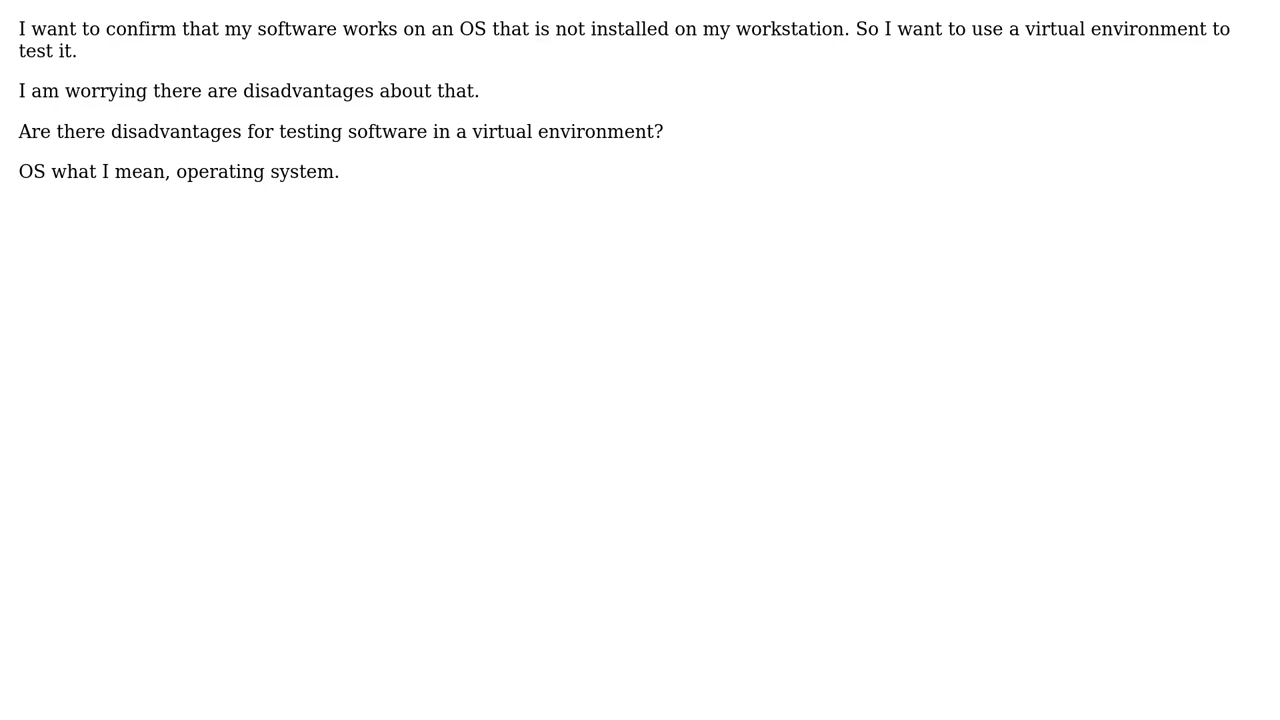 I want to confirm that my software works on an OS that is not installed on my workstation. So I want to use a virtual environment to
test it.
I am worrying there are disadvantages about that.
Are there disadvantages for testing software in a virtual environment?
OS what I mean, operating system.